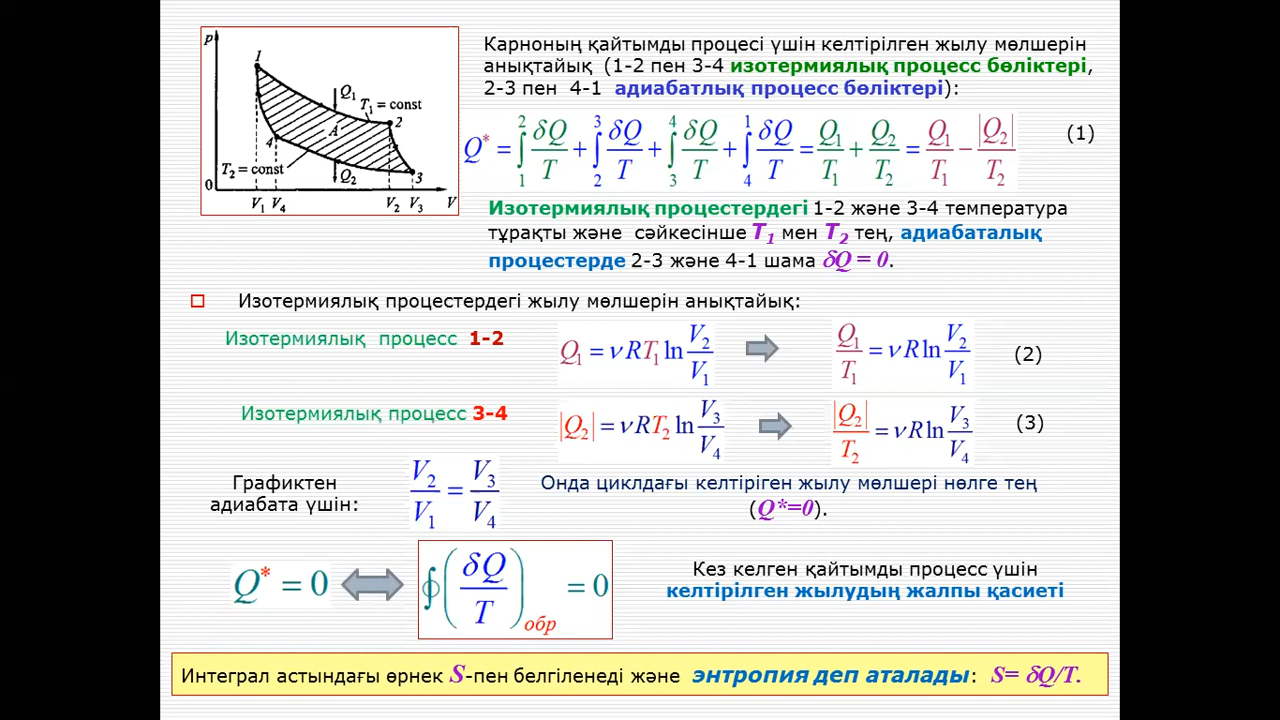 Карноның қайтымды процесі үшін келтірілген жылу мөлшерін
анықтайық (1-2 пен 3-4 изотермиялық процесс бөліктері,
2-3 пен 4-1 адиабатлық процесс бөліктері):
p
1
Q₁
T₁ = const
2
A
4
T₂ = const
Q₂
3
0
V₁ V₄ V₂ V₃ V
Q* = ∫₁² δQ/T + ∫₂³ δQ/T + ∫₃⁴ δQ/T + ∫₄¹ δQ/T = Q₁/T₁ + Q₂/T₂ = Q₁/T₁ − |Q₂|/T₂ (1)
Изотермиялық процестердегі 1-2 және 3-4 температура
тұрақты және сәйкесінше T₁ мен T₂ тең, адиабаталық
процестерде 2-3 және 4-1 шама δQ = 0.
Изотермиялық процестердегі жылу мөлшерін анықтайық:
Изотермиялық процесс 1-2 Q₁ = νRT₁ ln V₂/V₁ Q₁/T₁ = νR ln V₂/V₁ (2)
Изотермиялық процесс 3-4 |Q₂| = νRT₂ ln V₃/V₄ |Q₂|/T₂ = νR ln V₃/V₄ (3)
Графиктен
адиабата үшін:
V₂/V₁ = V₃/V₄
Онда циклдағы келтіріген жылу мөлшері нөлге тең
(Q*=0).
Q* = 0 ∮(δQ/T)обр = 0
Кез келген қайтымды процесс үшін
келтірілген жылудың жалпы қасиеті
Интеграл астындағы өрнек S-пен белгіленеді және энтропия деп аталады: S= δQ/T.